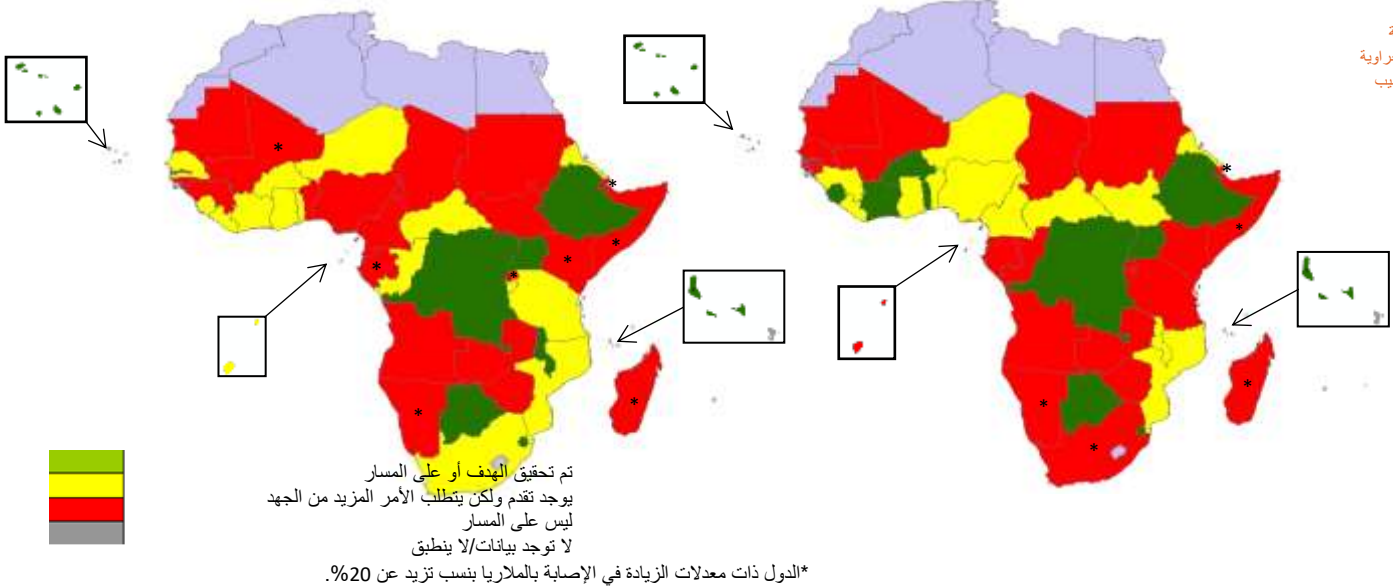 تم تحقيق الهدف أو على المسار
يوجد تقدم ولكن يتطلب الأمر المزيد من الجهد
ليس على المسار
لا توجد بيانات/لا ينطبق
*الدول ذات معدلات الزيادة في الإصابة بالملاريا بنسب تزيد عن 20%.